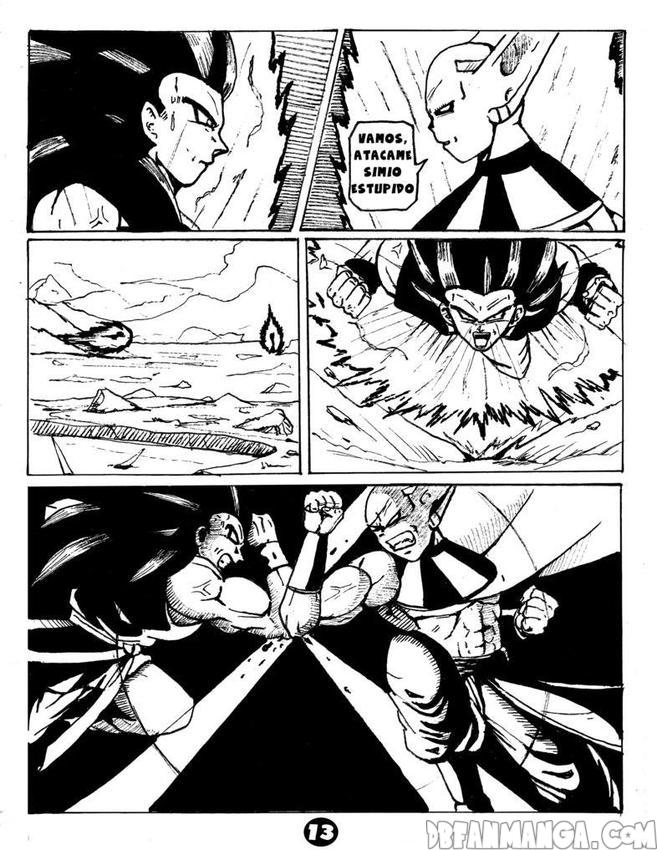 VAMOS,
ATACAME
SIMIO
ESTUPIDO
13
DBFANMANGA.COM